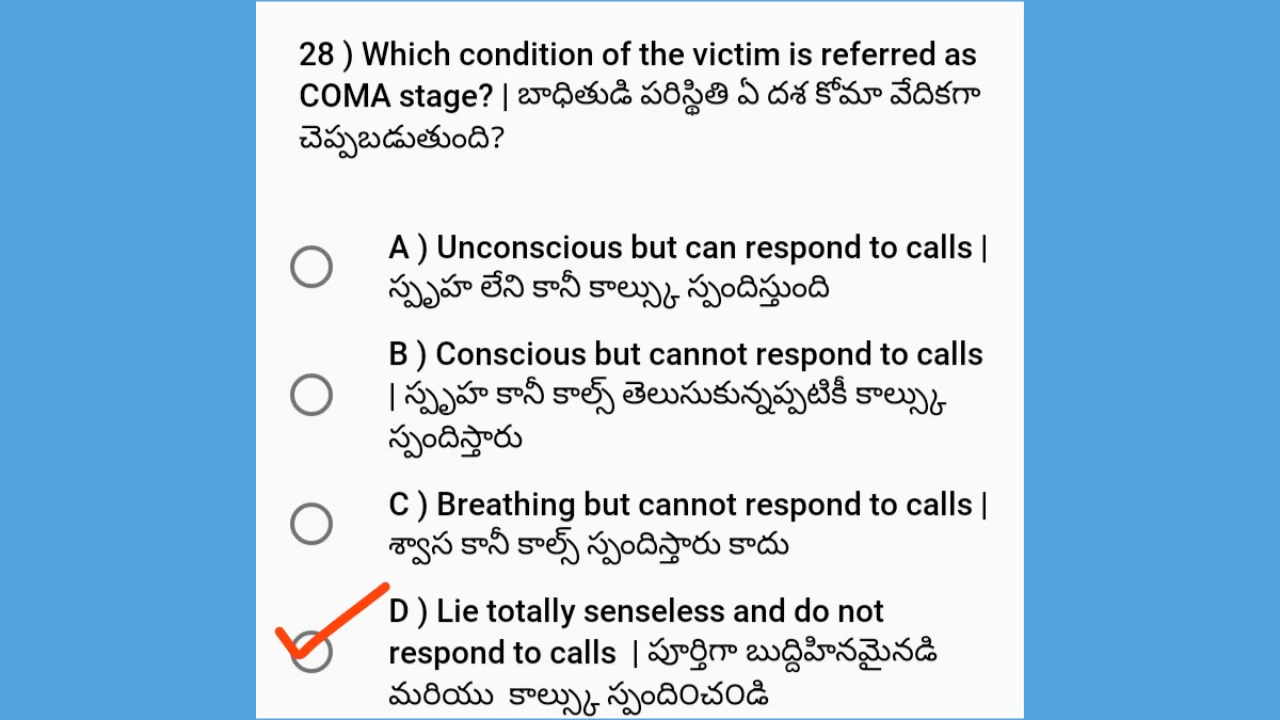 28 ) Which condition of the victim is referred as
COMA stage? | బాధితుడి పరిస్థితి ఏ దశ కోమా వేదికగా
చెప్పబడుతుంది?
A ) Unconscious but can respond to calls |
స్పృహ లేని కానీ కాల్స్కు స్పందిస్తుంది
B ) Conscious but cannot respond to calls
| స్పృహ కానీ కాల్స్ తెలుసుకున్నప్పటికీ కాల్స్కు
స్పందిస్తారు
C ) Breathing but cannot respond to calls |
శ్వాస కానీ కాల్స్ స్పందిస్తారు కాదు
D ) Lie totally senseless and do not
respond to calls | పూర్తిగా బుద్దిహినమైనడి
మరియు కాల్స్కు స్పందించండి